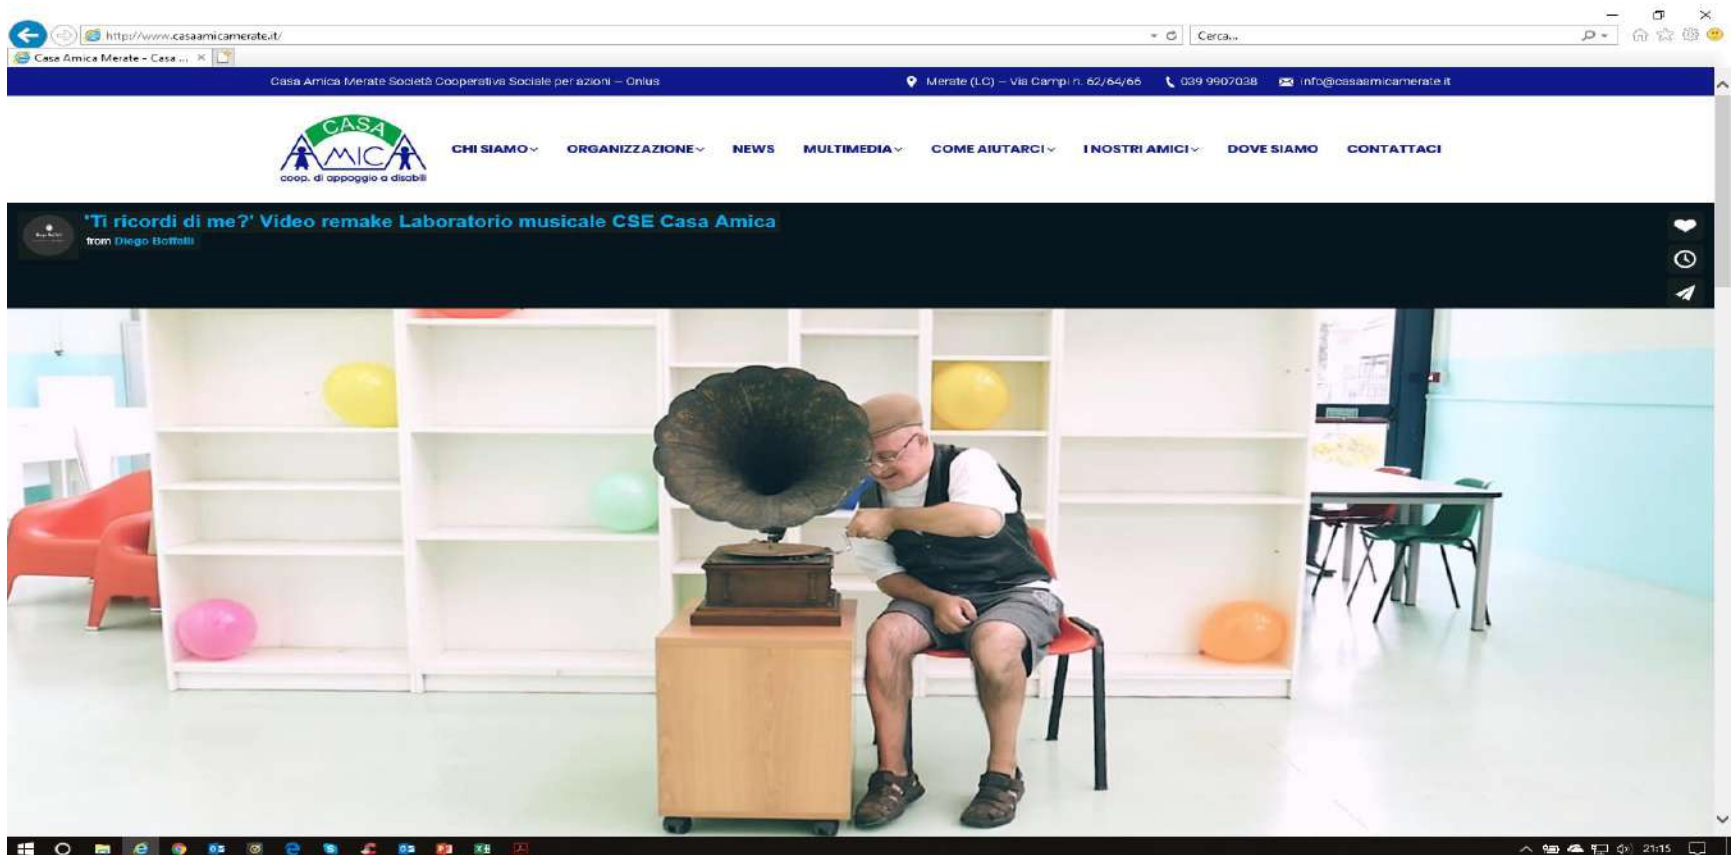 http://www.casaamicamerate.it/
Cerca...
Casa Amica Merate - Casa ...
Casa Amica Merate Società Cooperativa Sociale per azioni – Onlus
Merate (LC) – Via Campi n. 62/64/66
039 9907038
info@casaamicamerate.it
CASA
AMICA
coop. di appoggio a disabili
CHI SIAMO
ORGANIZZAZIONE
NEWS
MULTIMEDIA
COME AIUTARCI
I NOSTRI AMICI
DOVE SIAMO
CONTATTACI
'Ti ricordi di me?' Video remake Laboratorio musicale CSE Casa Amica
from Diego Boffelli
21:15